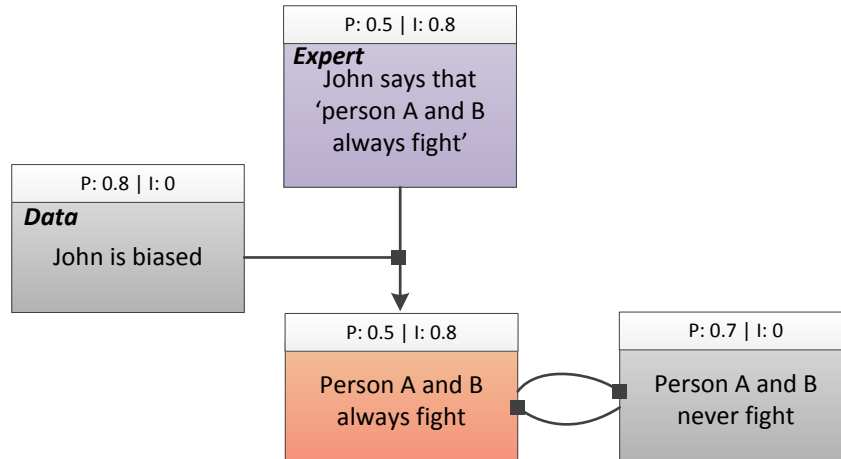 P: 0.5 | I: 0.8
Expert
John says that
‘person A and B
always fight’
P: 0.8 | I: 0
Data
John is biased
P: 0.5 | I: 0.8
Person A and B
always fight
P: 0.7 | I: 0
Person A and B
never fight